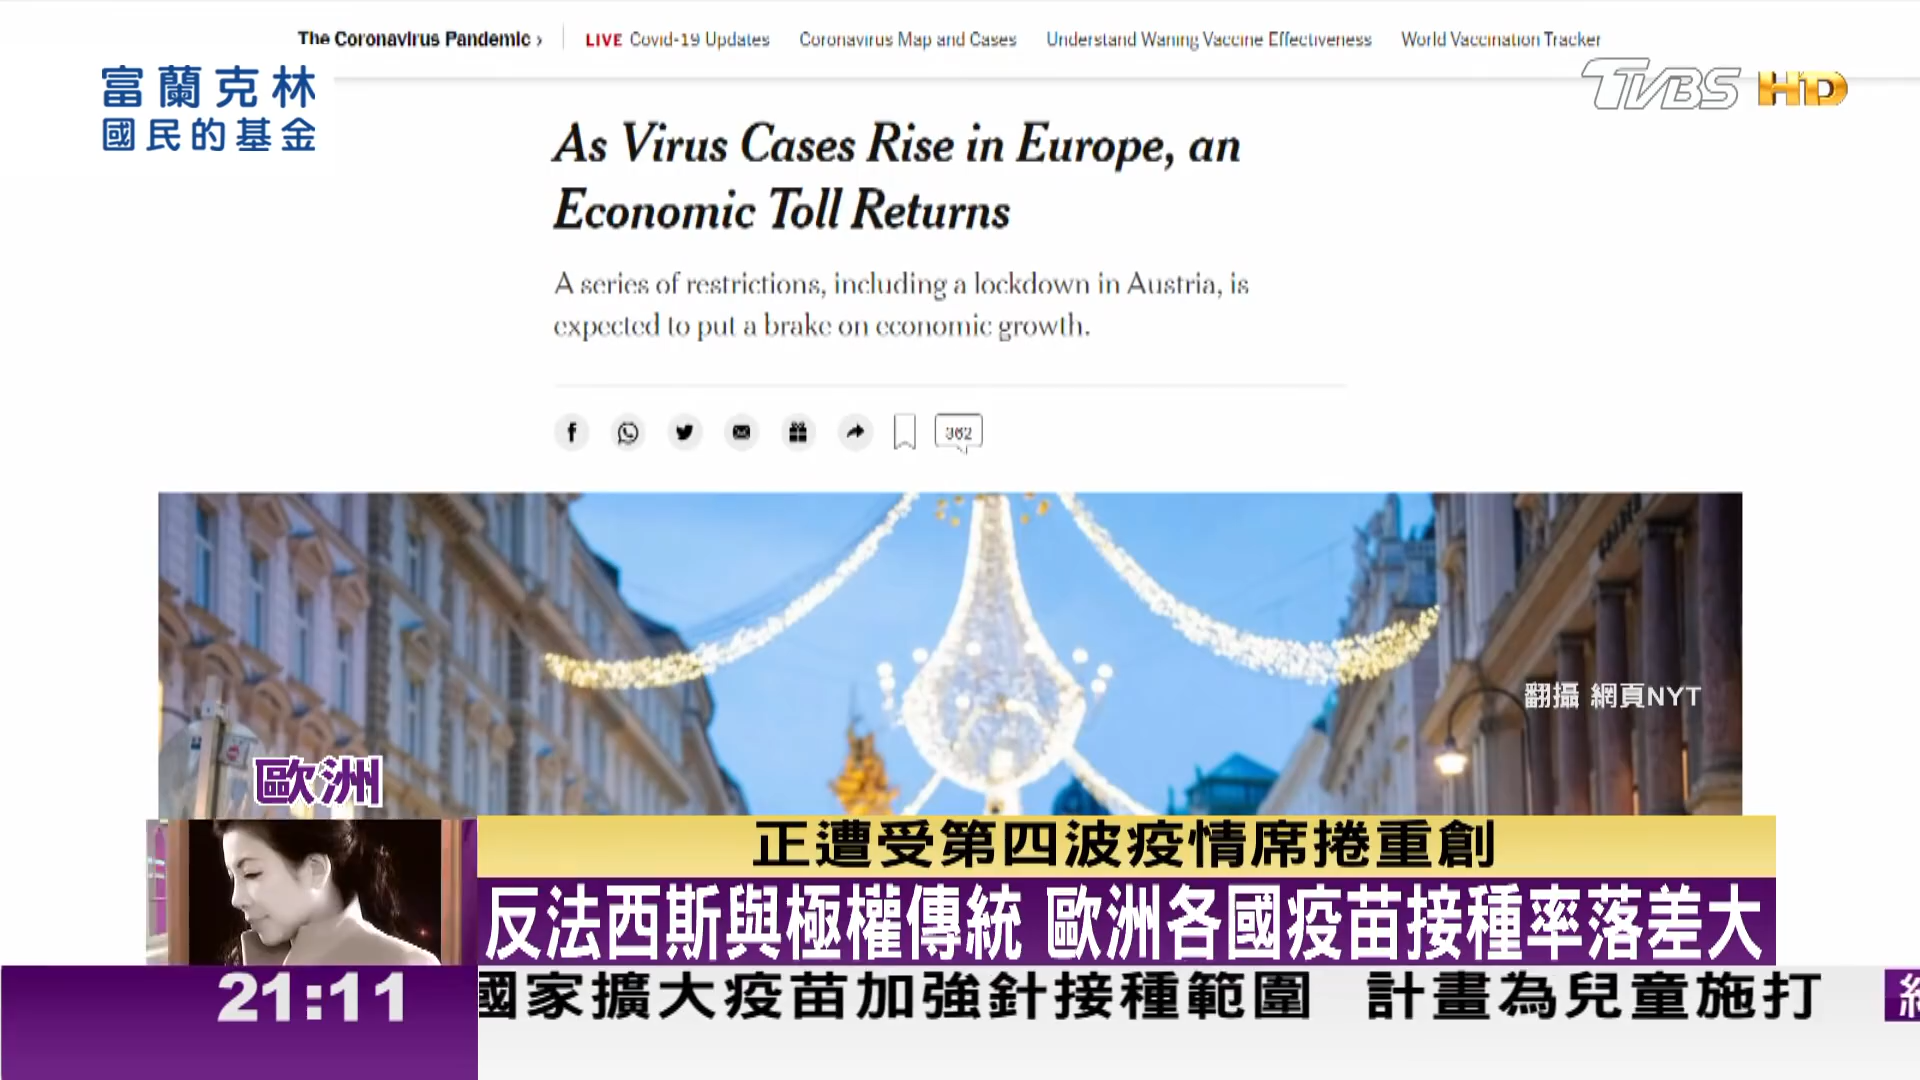 The Coronavirus Pandemic ›
LIVE Covid-19 Updates
Coronavirus Map and Cases
Understand Waning Vaccine Effectiveness
World Vaccination Tracker
富蘭克林
國民的基金
TVBS HD
As Virus Cases Rise in Europe, an
Economic Toll Returns
A series of restrictions, including a lockdown in Austria, is
expected to put a brake on economic growth.
362
翻攝 網頁NYT
歐洲
正遭受第四波疫情席捲重創
反法西斯與極權傳統 歐洲各國疫苗接種率落差大
21:11
國家擴大疫苗加強針接種範圍 計畫為兒童施打